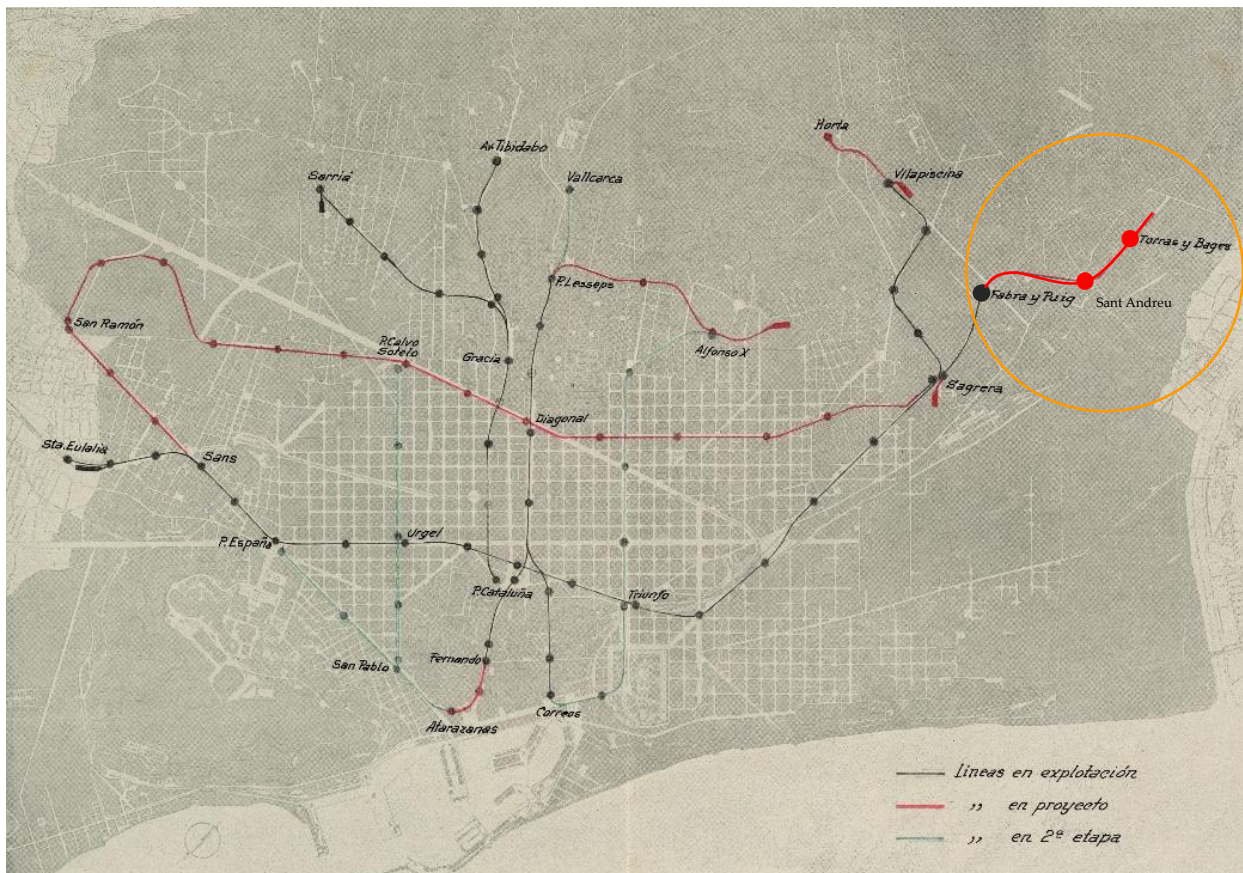 Horta
Av. Tibidabo
Sarriá
Vallcarca
Vilapiscina
Torras y Bages
P. Lesseps
Fabra y Puig
Sant Andreu
San Ramón
P. Calvo
Sotelo
Gracia
Alfonso X
Sagrera
Diagonal
Sta. Eulalia
Sans
P. España
Urgel
P. Cataluña
Triunfo
San Pablo
Fernando
Atarazanas
Correos
Líneas en explotación
,, en proyecto
,, en 2ª etapa